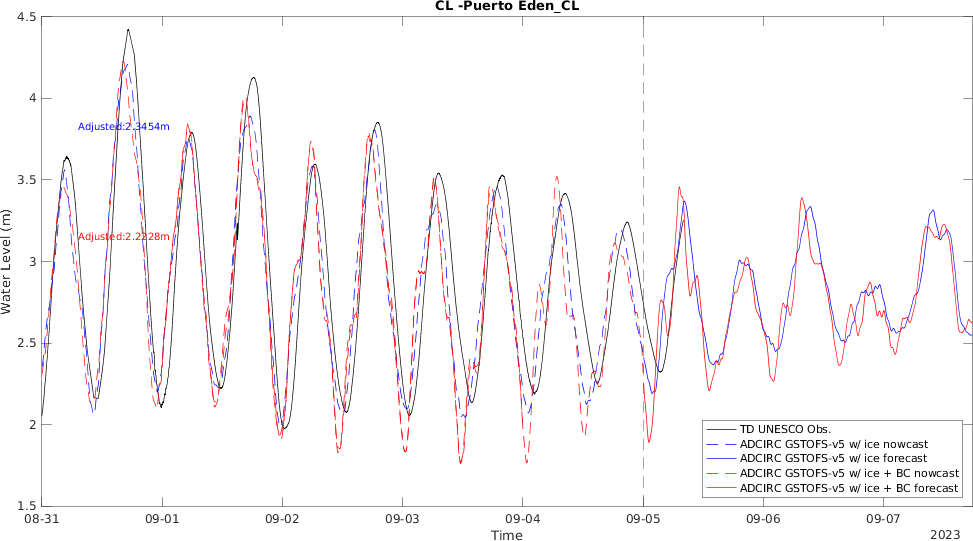 CL -Puerto Eden_CL
4.5
4
3.5
3
2.5
2
1.5
Water Level (m)
Adjusted:2.3454m
Adjusted:2.2228m
TD UNESCO Obs.
ADCIRC GSTOFS-v5 w/ ice nowcast
ADCIRC GSTOFS-v5 w/ ice forecast
ADCIRC GSTOFS-v5 w/ ice + BC nowcast
ADCIRC GSTOFS-v5 w/ ice + BC forecast
08-31 09-01 09-02 09-03 09-04 09-05 09-06 09-07
Time
2023